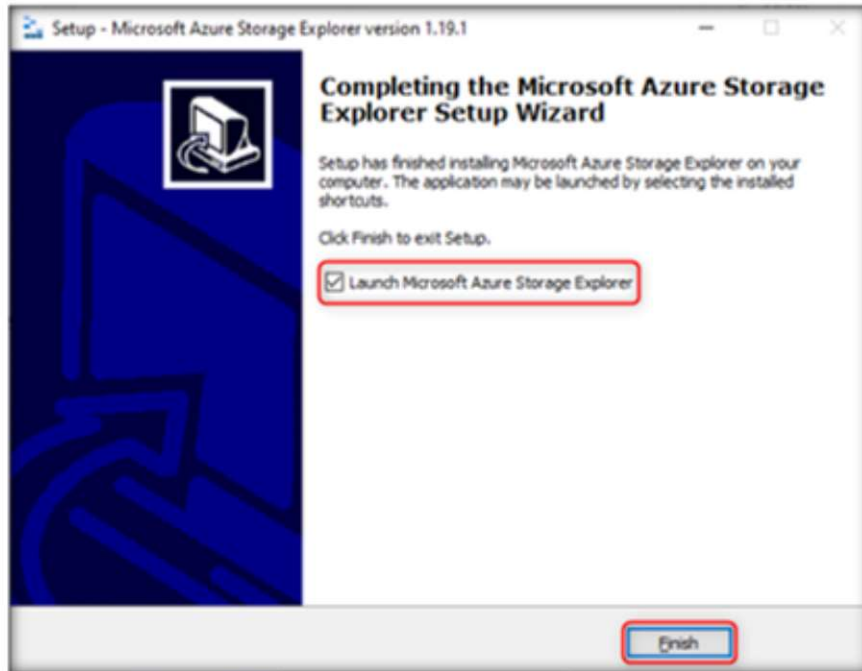 Setup - Microsoft Azure Storage Explorer version 1.19.1
Completing the Microsoft Azure Storage
Explorer Setup Wizard
Setup has finished installing Microsoft Azure Storage Explorer on your
computer. The application may be launched by selecting the installed
shortcuts.
Click Finish to exit Setup.
Launch Microsoft Azure Storage Explorer
Finish